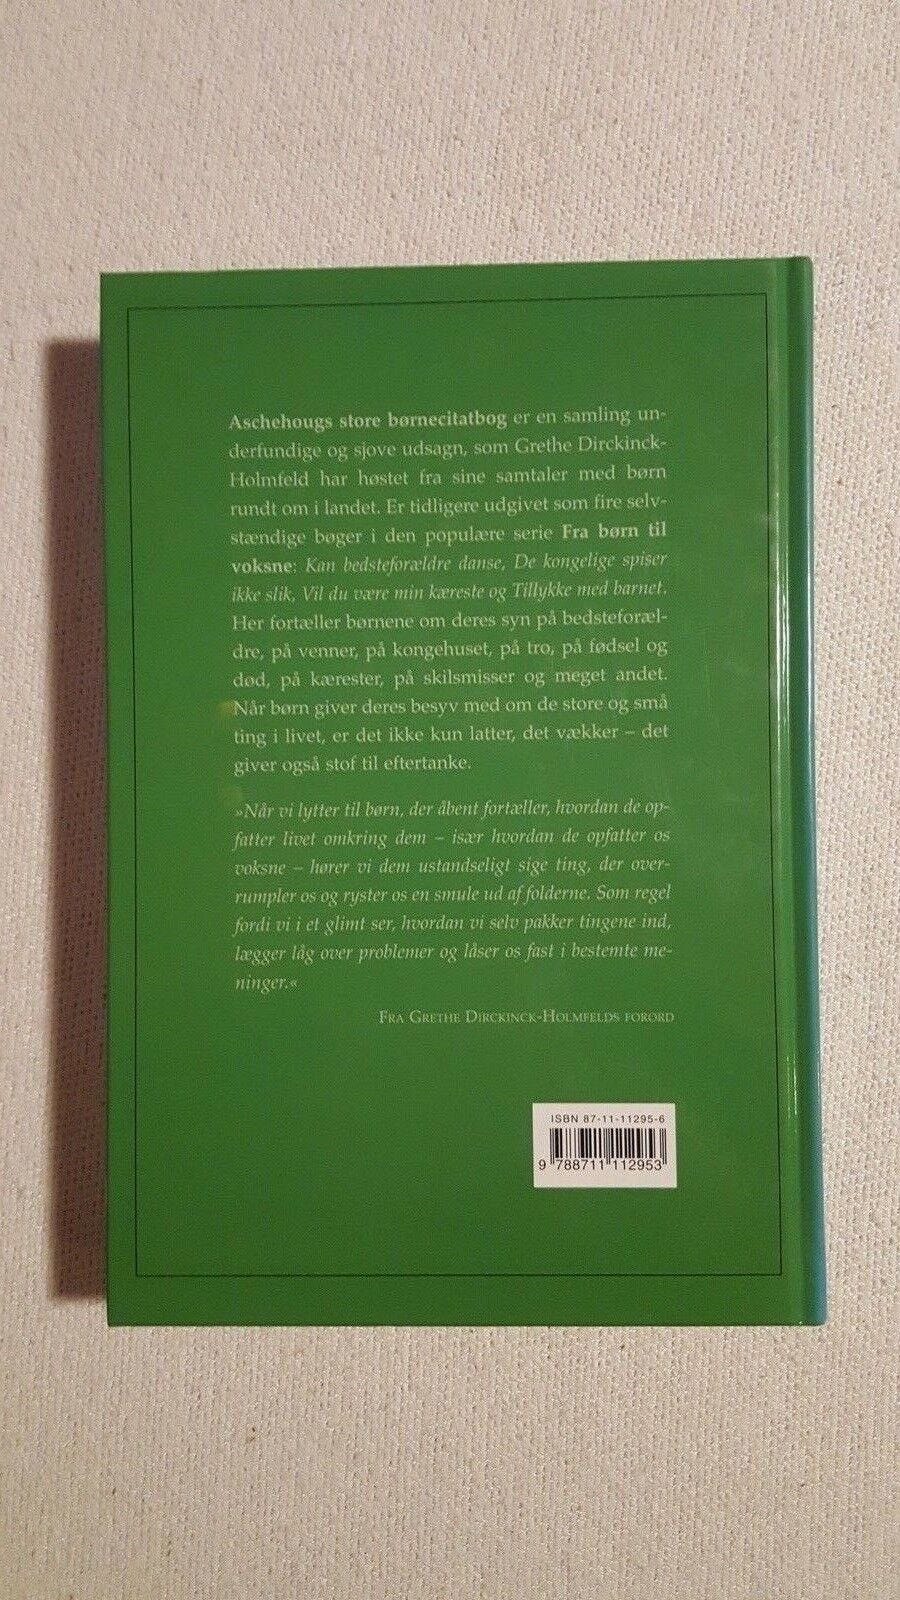 Aschehougs store børnecitatbog er en samling un-
derfundige og sjove udsagn, som Grethe Dirckinck-
Holmfeld har høstet fra sine samtaler med børn
rundt om i landet. Er tidligere udgivet som fire selv-
stændige bøger i den populære serie Fra børn til
voksne: Kan bedsteforældre danse, De kongelige spiser
ikke slik, Vil du være min kæreste og Tillykke med barnet.
Her fortæller børnene om deres syn på bedsteforæl-
dre, på venner, på kongehuset, på tro, på fødsel og
død, på kærester, på skilsmisser og meget andet.
Når børn giver deres besyv med om de store og små
ting i livet, er det ikke kun latter, det vækker – det
giver også stof til eftertanke.
»Når vi lytter til børn, der åbent fortæller, hvordan de op-
fatter livet omkring dem – især hvordan de opfatter os
voksne – hører vi dem ustandseligt sige ting, der over-
rumpler os og ryster os en smule ud af folderne. Som regel
fordi vi i et glimt ser, hvordan vi selv pakker tingene ind,
lægger låg over problemer og låser os fast i bestemte me-
ninger.«
FRA GRETHE DIRCKINCK-HOLMFELDS FORORD
ISBN 87-11-11295-6
9 788711 112953